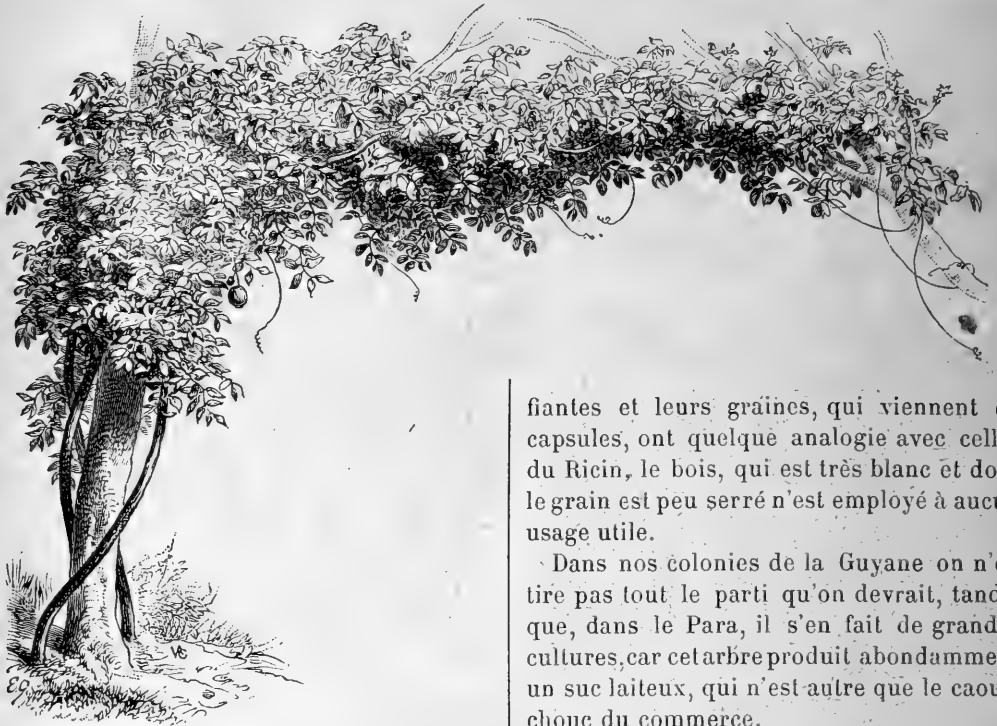 fiantes et leurs graines, qui viennent
capsules, ont quelque analogie avec cell
du Ricin, le bois, qui est très blanc et do
le grain est peu serré n'est employé à aucu
usage utile.
Dans nos colonies de la Guyane on n'e
tire pas tout le parti qu'on devrait, tand
que, dans le Para, il s'en fait de grand
cultures, car cet arbre produit abondamme
un suc laiteux, qui n'est autre que le caou
chouc du commerce.
E.G.